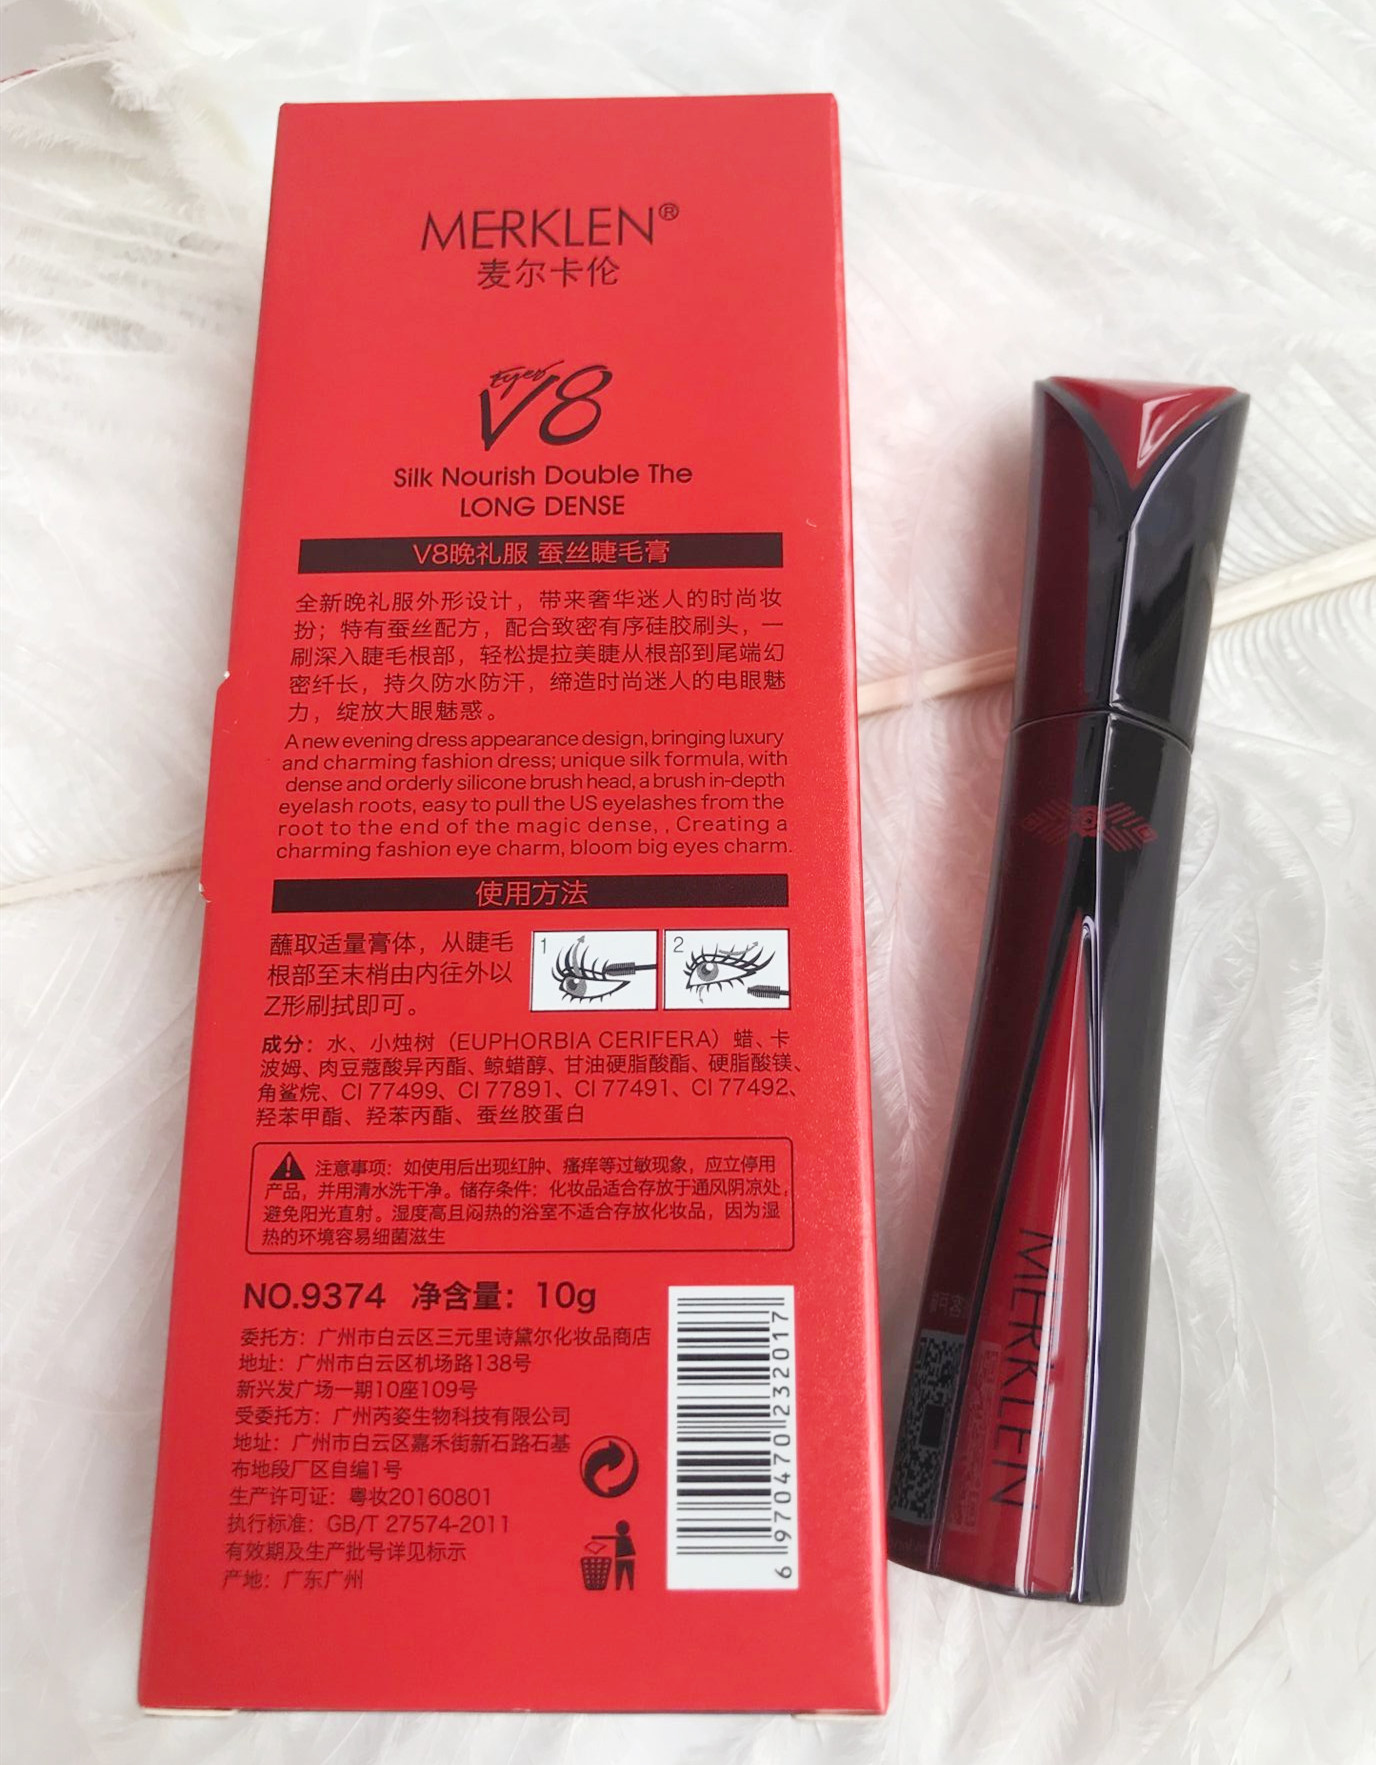 MERKLEN®
麦尔卡伦
Eyes
V8
Silk Nourish Double The
LONG DENSE
V8晚礼服 蚕丝睫毛膏
全新晚礼服外形设计，带来奢华迷人的时尚妆
扮；特有蚕丝配方，配合致密有序硅胶刷头，一
刷深入睫毛根部，轻松提拉美睫从根部到尾端幻
密纤长，持久防水防汗，缔造时尚迷人的电眼魅
力，绽放大眼魅惑。
A new evening dress appearance design, bringing luxury
and charming fashion dress; unique silk formula, with
dense and orderly silicone brush head, a brush in-depth
eyelash roots, easy to pull the US eyelashes from the
root to the end of the magic dense, , Creating a
charming fashion eye charm, bloom big eyes charm.
使用方法
蘸取适量膏体，从睫毛
根部至末梢由内往外以
Z形刷拭即可。
1
2
成分：水、小烛树（EUPHORBIA CERIFERA）蜡、卡
波姆、肉豆蔻酸异丙酯、鲸蜡醇、甘油硬脂酸酯、硬脂酸镁、
角鲨烷、CI 77499、CI 77891、CI 77491、CI 77492、
羟苯甲酯、羟苯丙酯、蚕丝胶蛋白
注意事项：如使用后出现红肿、瘙痒等过敏现象，应立停用
产品，并用清水洗干净。储存条件：化妆品适合存放于通风阴凉处，
避免阳光直射。湿度高且闷热的浴室不适合存放化妆品，因为湿
热的环境容易细菌滋生
NO.9374 净含量：10g
委托方：广州市白云区三元里诗黛尔化妆品商店
地址：广州市白云区机场路138号
新兴发广场一期10座109号
受委托方：广州芮姿生物科技有限公司
地址：广州市白云区嘉禾街新石路石基
布地段厂区自编1号
生产许可证：粤妆20160801
执行标准：GB/T 27574-2011
有效期及生产批号详见标示
产地：广东广州
6970470232017
MERKLEN